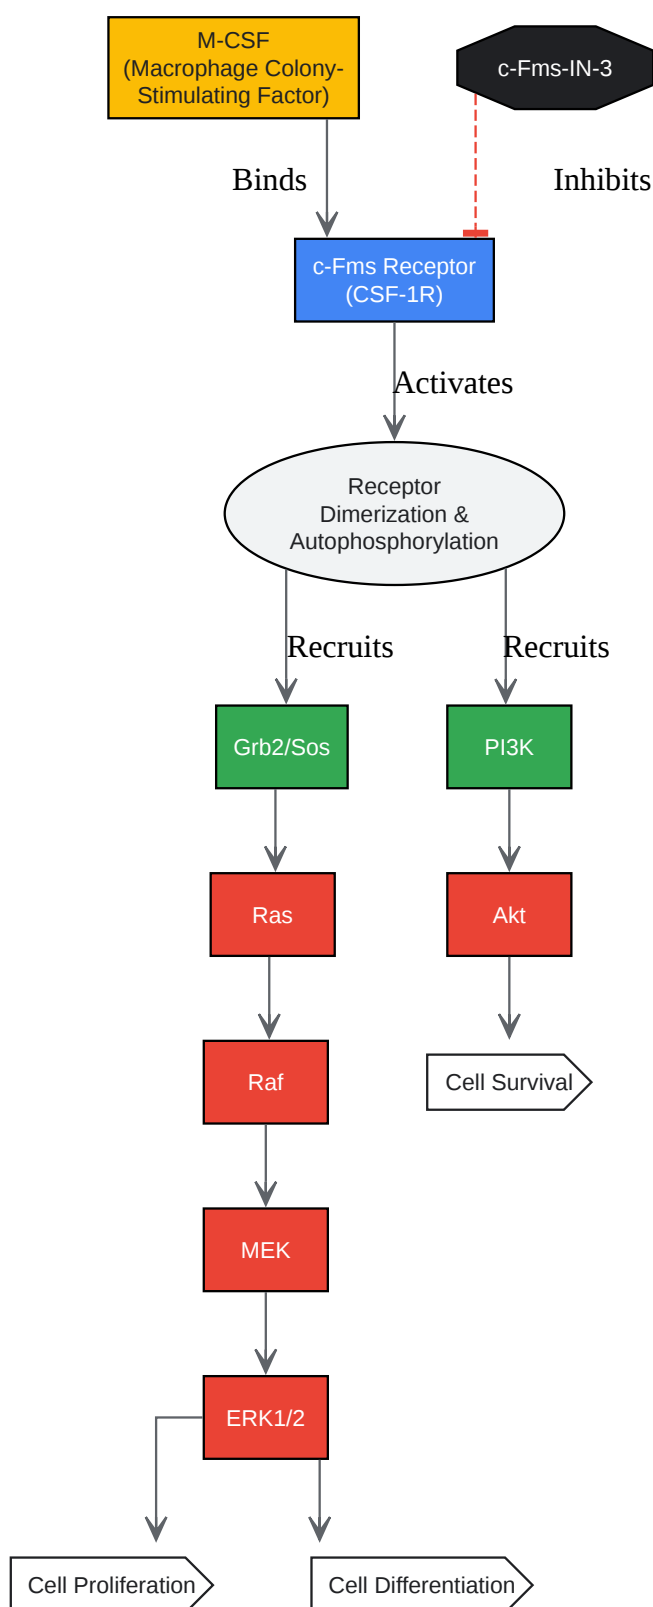 M-CSF
(Macrophage Colony-
Stimulating Factor)
c-Fms-IN-3
Binds
Inhibits
c-Fms Receptor
(CSF-1R)
Activates
Receptor
Dimerization &
Autophosphorylation
Recruits
Recruits
Grb2/Sos
PI3K
Ras
Akt
Raf
Cell Survival
MEK
ERK1/2
Cell Proliferation
Cell Differentiation